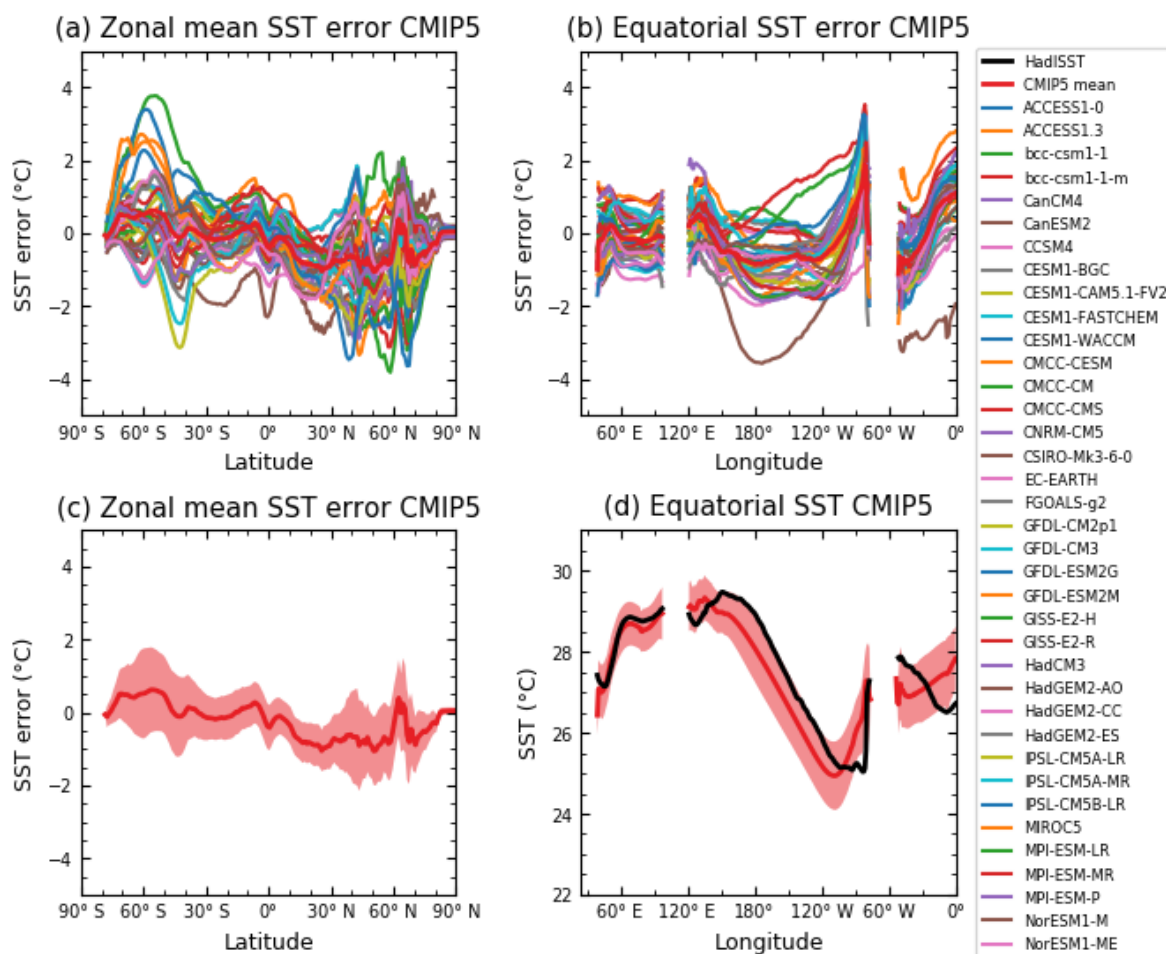 (a) Zonal mean SST error CMIP5
SST error (°C)
4
2
0
−2
−4
90° S 60° S 30° S 0° 30° N 60° N 90° N
Latitude
(b) Equatorial SST error CMIP5
SST error (°C)
4
2
0
−2
−4
60° E 120° E 180° 120° W 60° W 0°
Longitude
(c) Zonal mean SST error CMIP5
SST error (°C)
4
2
0
−2
−4
90° S 60° S 30° S 0° 30° N 60° N 90° N
Latitude
(d) Equatorial SST CMIP5
SST (°C)
30
28
26
24
22
60° E 120° E 180° 120° W 60° W 0°
Longitude
HadISST
CMIP5 mean
ACCESS1-0
ACCESS1.3
bcc-csm1-1
bcc-csm1-1-m
CanCM4
CanESM2
CCSM4
CESM1-BGC
CESM1-CAM5.1-FV2
CESM1-FASTCHEM
CESM1-WACCM
CMCC-CESM
CMCC-CM
CMCC-CMS
CNRM-CM5
CSIRO-Mk3-6-0
EC-EARTH
FGOALS-g2
GFDL-CM2p1
GFDL-CM3
GFDL-ESM2G
GFDL-ESM2M
GISS-E2-H
GISS-E2-R
HadCM3
HadGEM2-AO
HadGEM2-CC
HadGEM2-ES
IPSL-CM5A-LR
IPSL-CM5A-MR
IPSL-CM5B-LR
MIROC5
MPI-ESM-LR
MPI-ESM-MR
MPI-ESM-P
NorESM1-M
NorESM1-ME